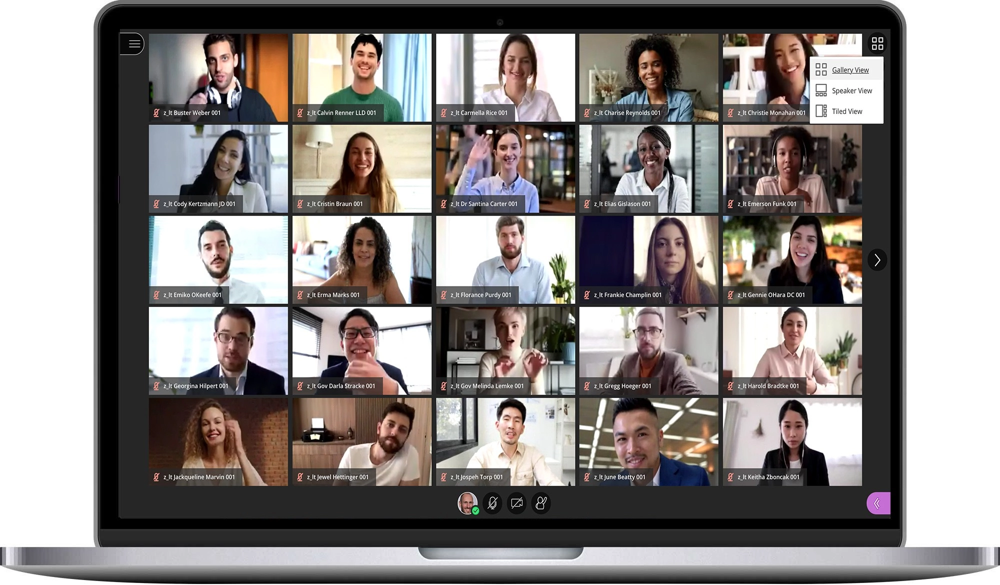 z_lt Buster Weber 001
z_lt Calvin Renner LLD 001
z_lt Carmella Rice 001
z_lt Charise Reynolds 001
z_lt Christie Monahan 001
Gallery View
Speaker View
Tiled View
z_lt Cody Kertzmann JD 001
z_lt Cristin Braun 001
z_lt Dr Santina Carter 001
z_lt Elias Gislason 001
z_lt Emerson Funk 001
z_lt Emiko OKeefe 001
z_lt Erma Marks 001
z_lt Florance Purdy 001
z_lt Frankie Champlin 001
z_lt Gennie OHara DC 001
z_lt Georgina Hilpert 001
z_lt Gov Darla Stracke 001
z_lt Gov Melinda Lemke 001
z_lt Gregg Hoeger 001
z_lt Harold Bradtke 001
z_lt Jackqueline Marvin 001
z_lt Jewel Hettinger 001
z_lt Jospeh Torp 001
z_lt June Beatty 001
z_lt Keitha Zboncak 001